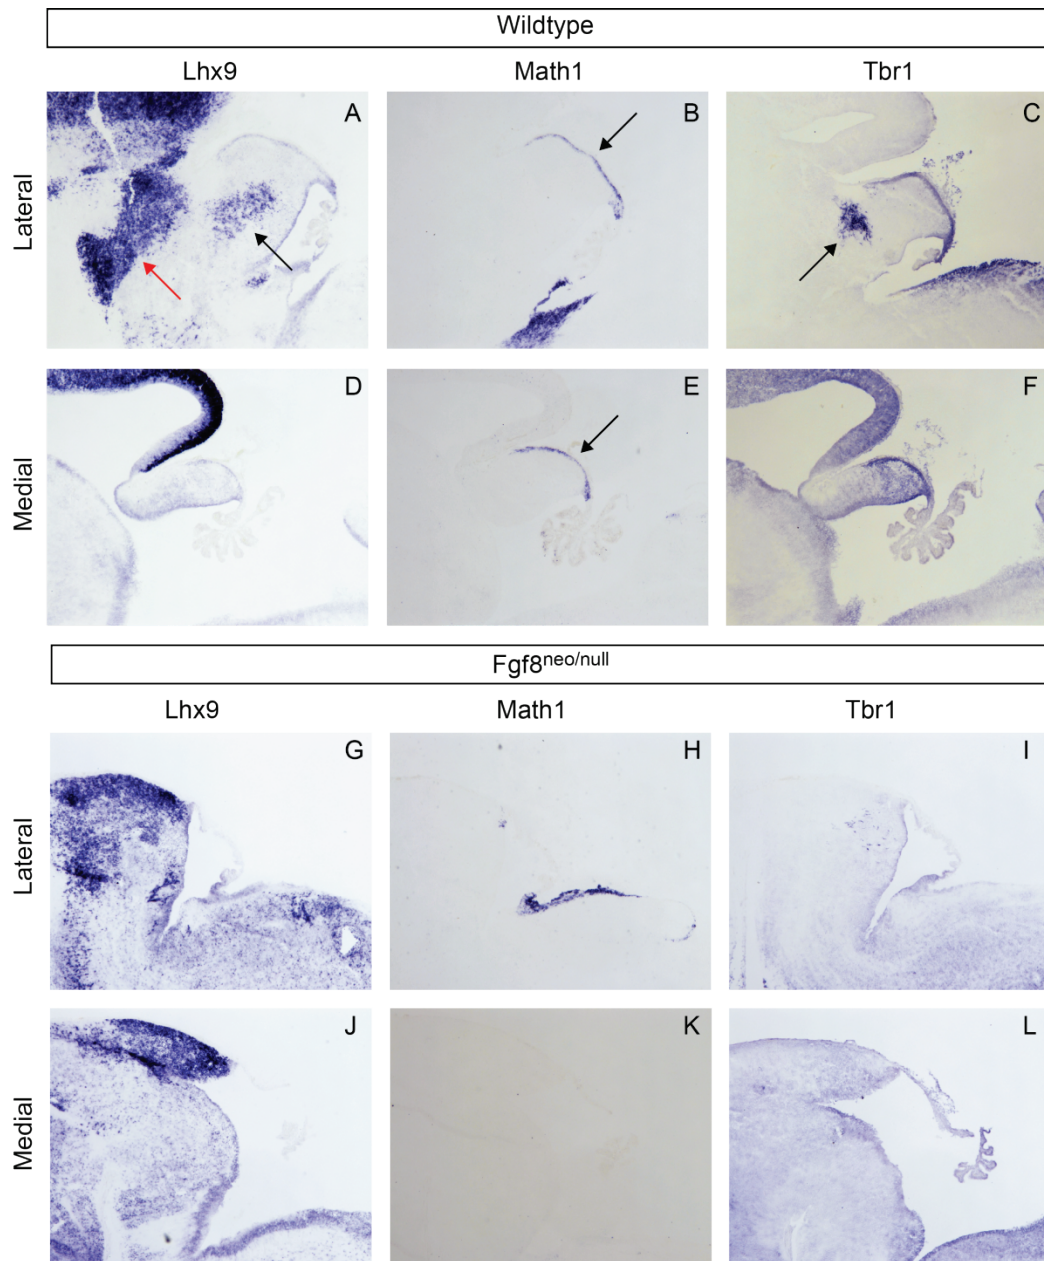 Wildtype
Lhx9 Math1 Tbr1
Lateral
A B C
Medial
D E F
Fgf8neo/null
Lhx9 Math1 Tbr1
Lateral
G H I
Medial
J K L